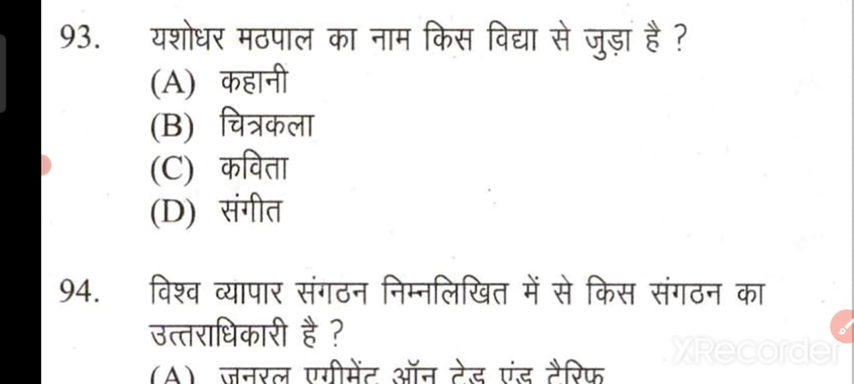 93. यशोधर मठपाल का नाम किस विद्या से जुड़ा है ?
(A) कहानी
(B) चित्रकला
(C) कविता
(D) संगीत
94. विश्व व्यापार संगठन निम्नलिखित में से किस संगठन का
उत्तराधिकारी है ?
(A) जनरल एग्रीमेंट ऑन ट्रेड एंड टैरिफ
XRecorder